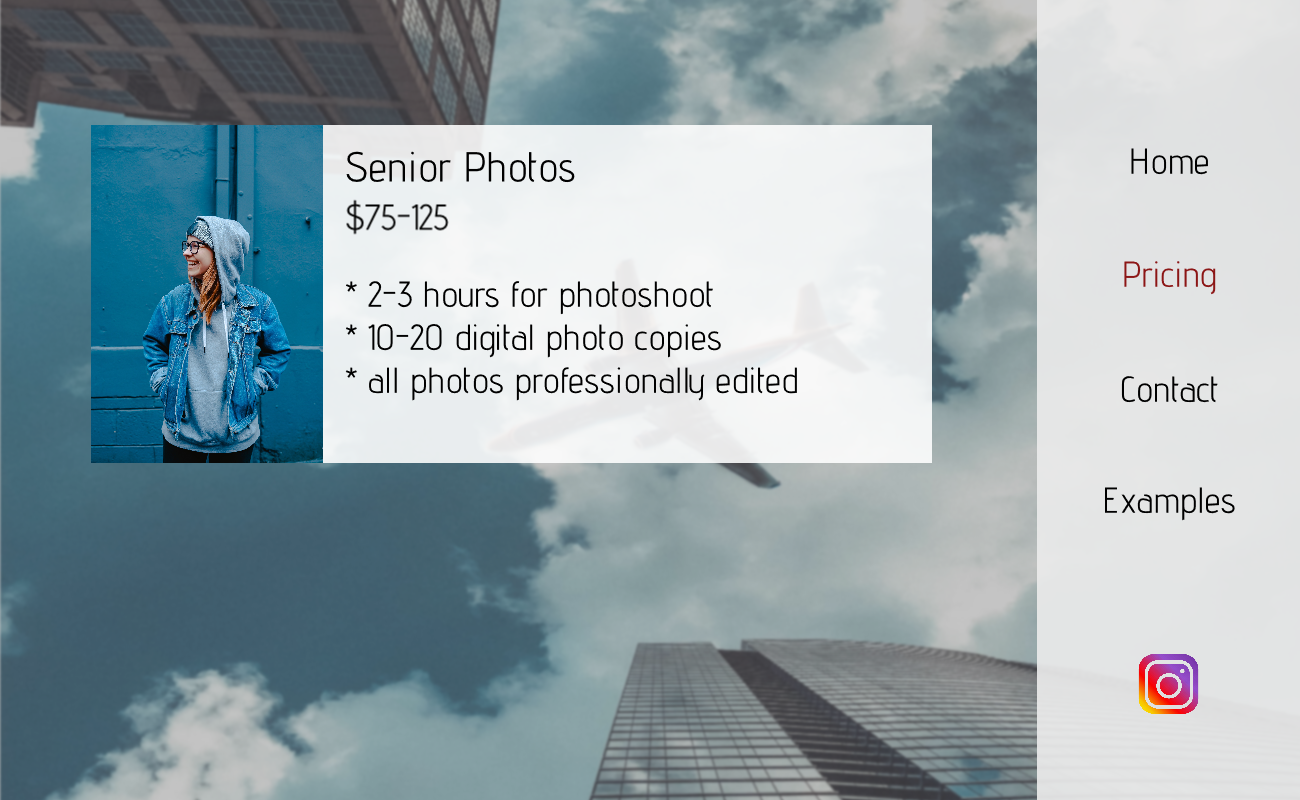 Senior Photos
$75-125
* 2-3 hours for photoshoot
* 10-20 digital photo copies
* all photos professionally edited
Home
Pricing
Contact
Examples